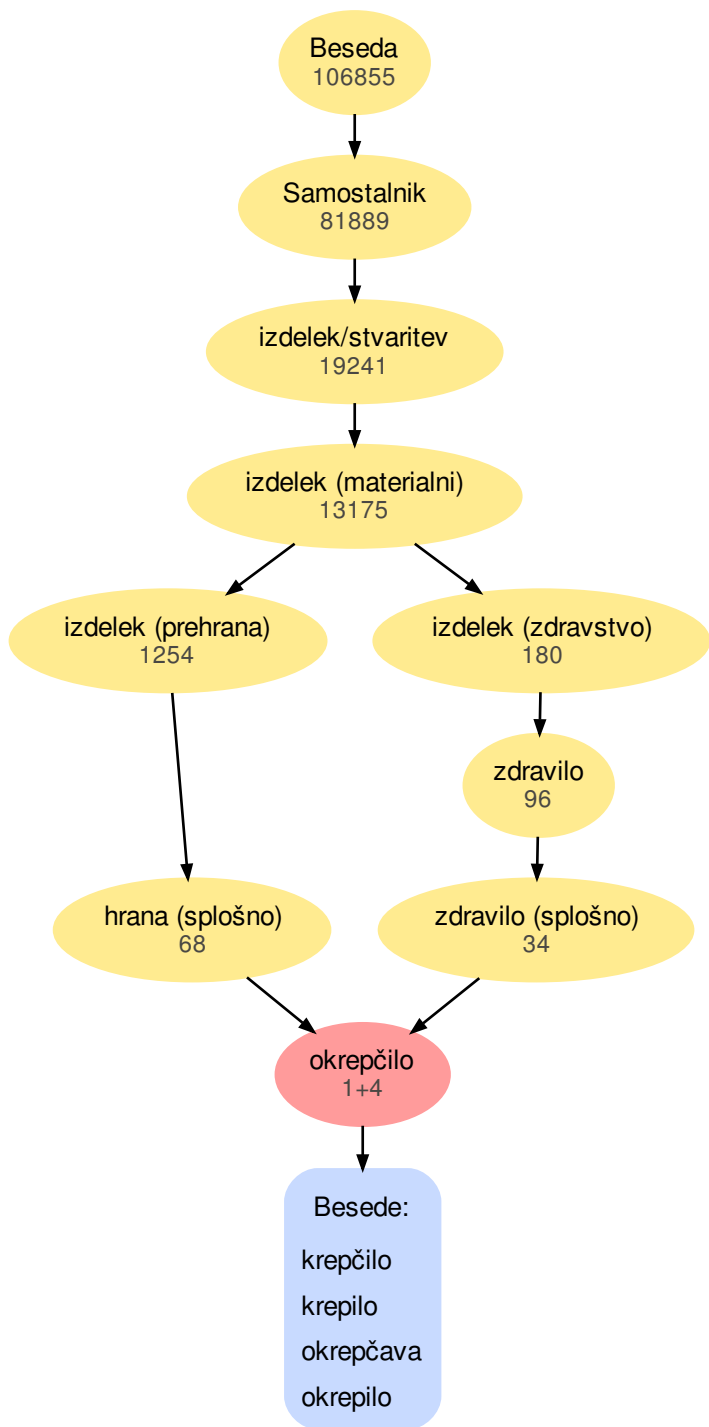 Beseda
106855
Samostalnik
81889
izdelek/stvaritev
19241
izdelek (materialni)
13175
izdelek (prehrana)
1254
izdelek (zdravstvo)
180
zdravilo
96
hrana (splošno)
68
zdravilo (splošno)
34
okrepčilo
1+4
Besede:
krepčilo
krepilo
okrepčava
okrepilo